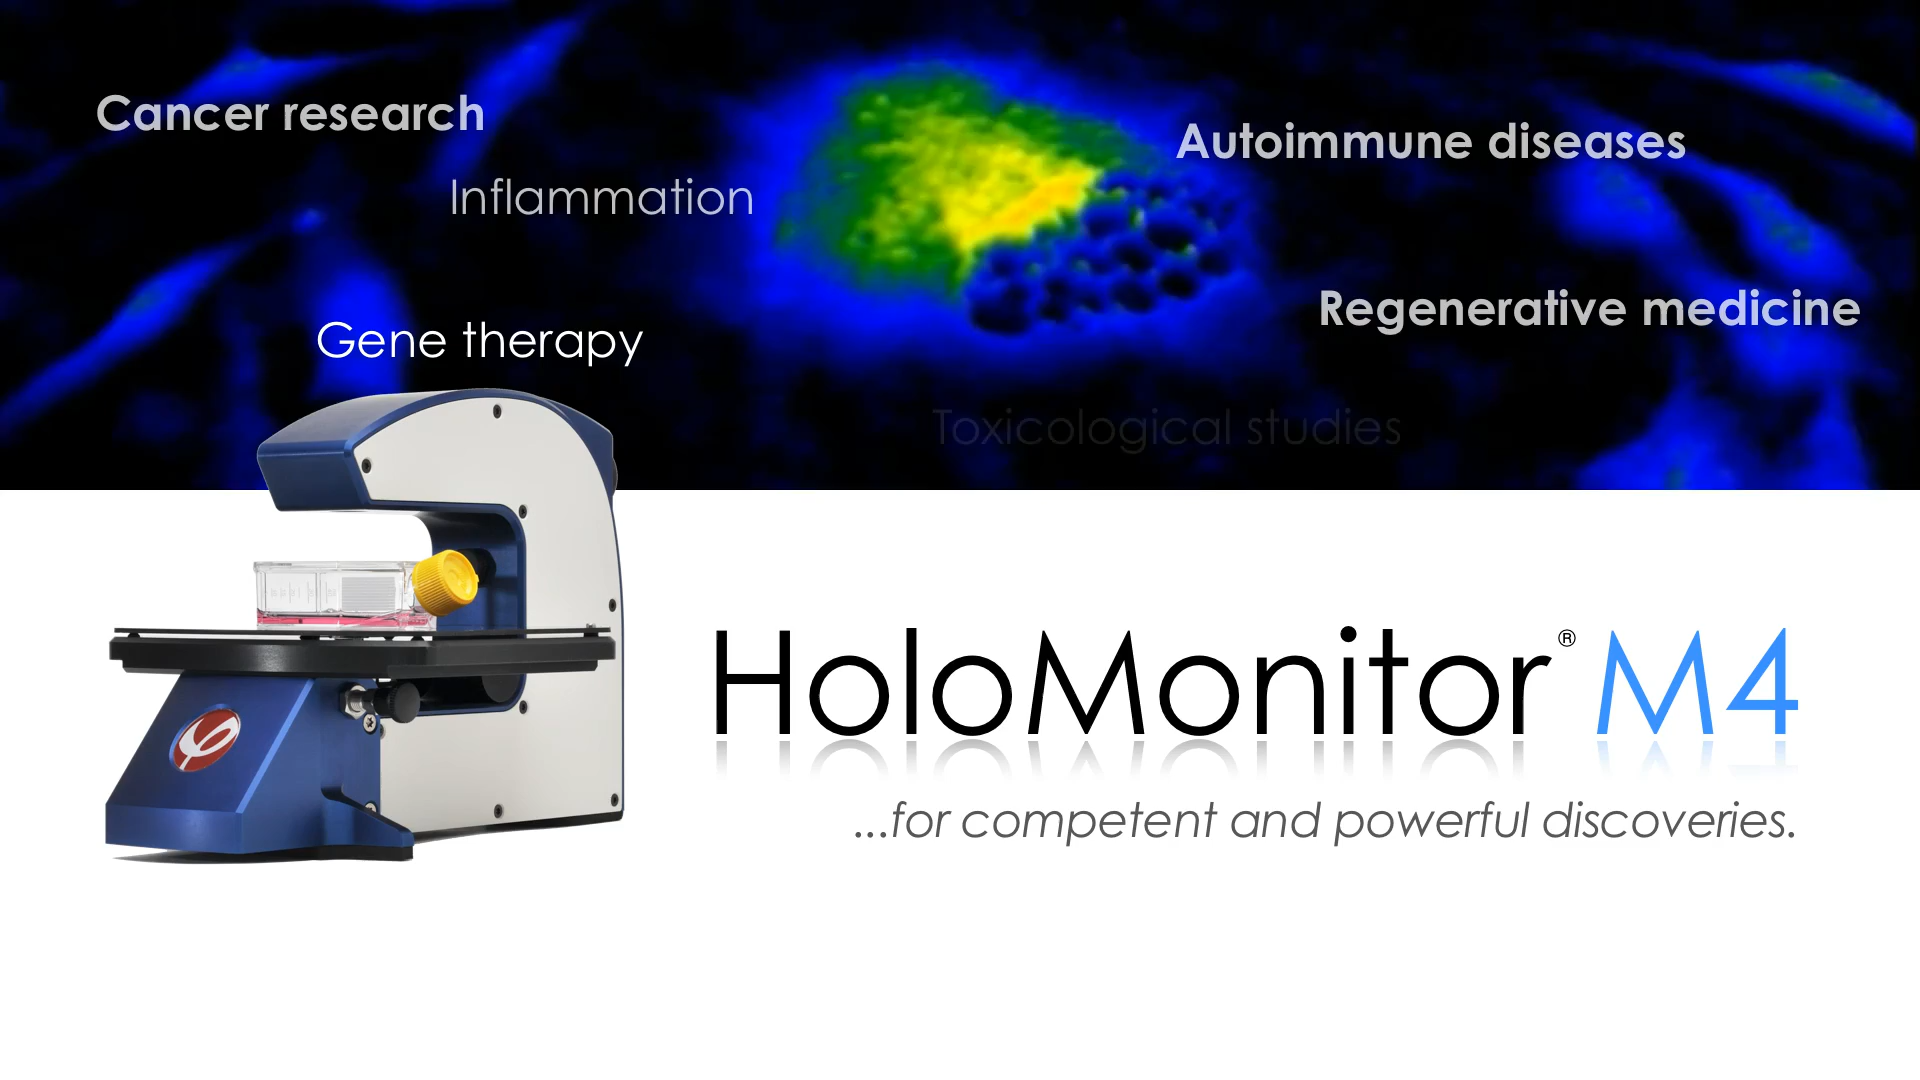 Cancer research
Autoimmune diseases
Inflammation
Regenerative medicine
Gene therapy
Toxicological studies
HoloMonitor® M4
...for competent and powerful discoveries.